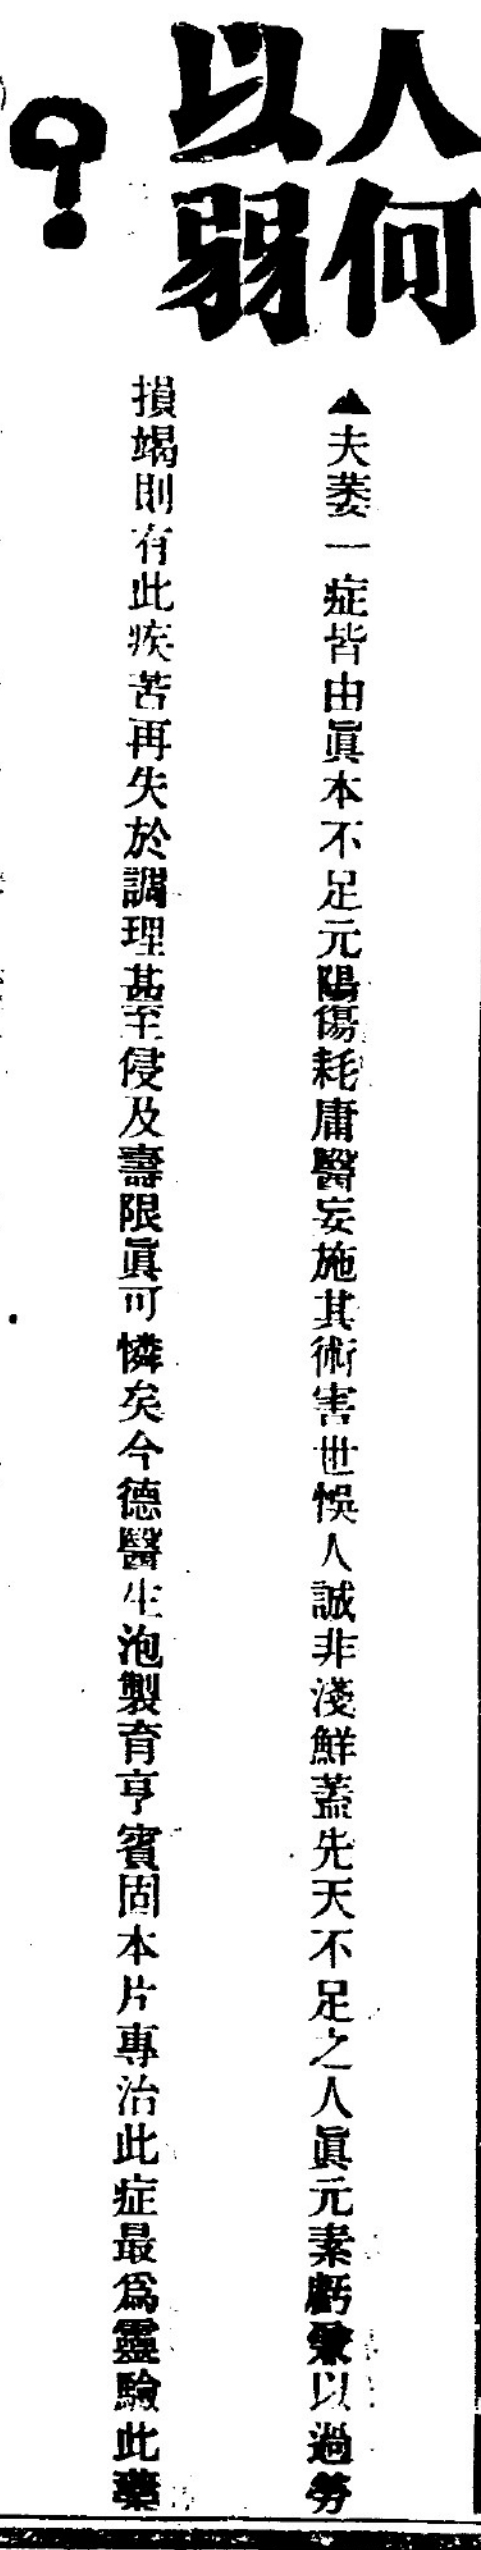 人何
以弱
？
▲夫萎一症皆由眞本不足元陽傷耗庸醫妄施其術害世悞人誠非淺鮮蓋先天不足之人眞元素虧兼以過勞
損竭則有此疾苦再失於調理甚至侵及壽限眞可憐矣今德醫生泡製育亨賓固本片專治此症最爲靈驗此藥